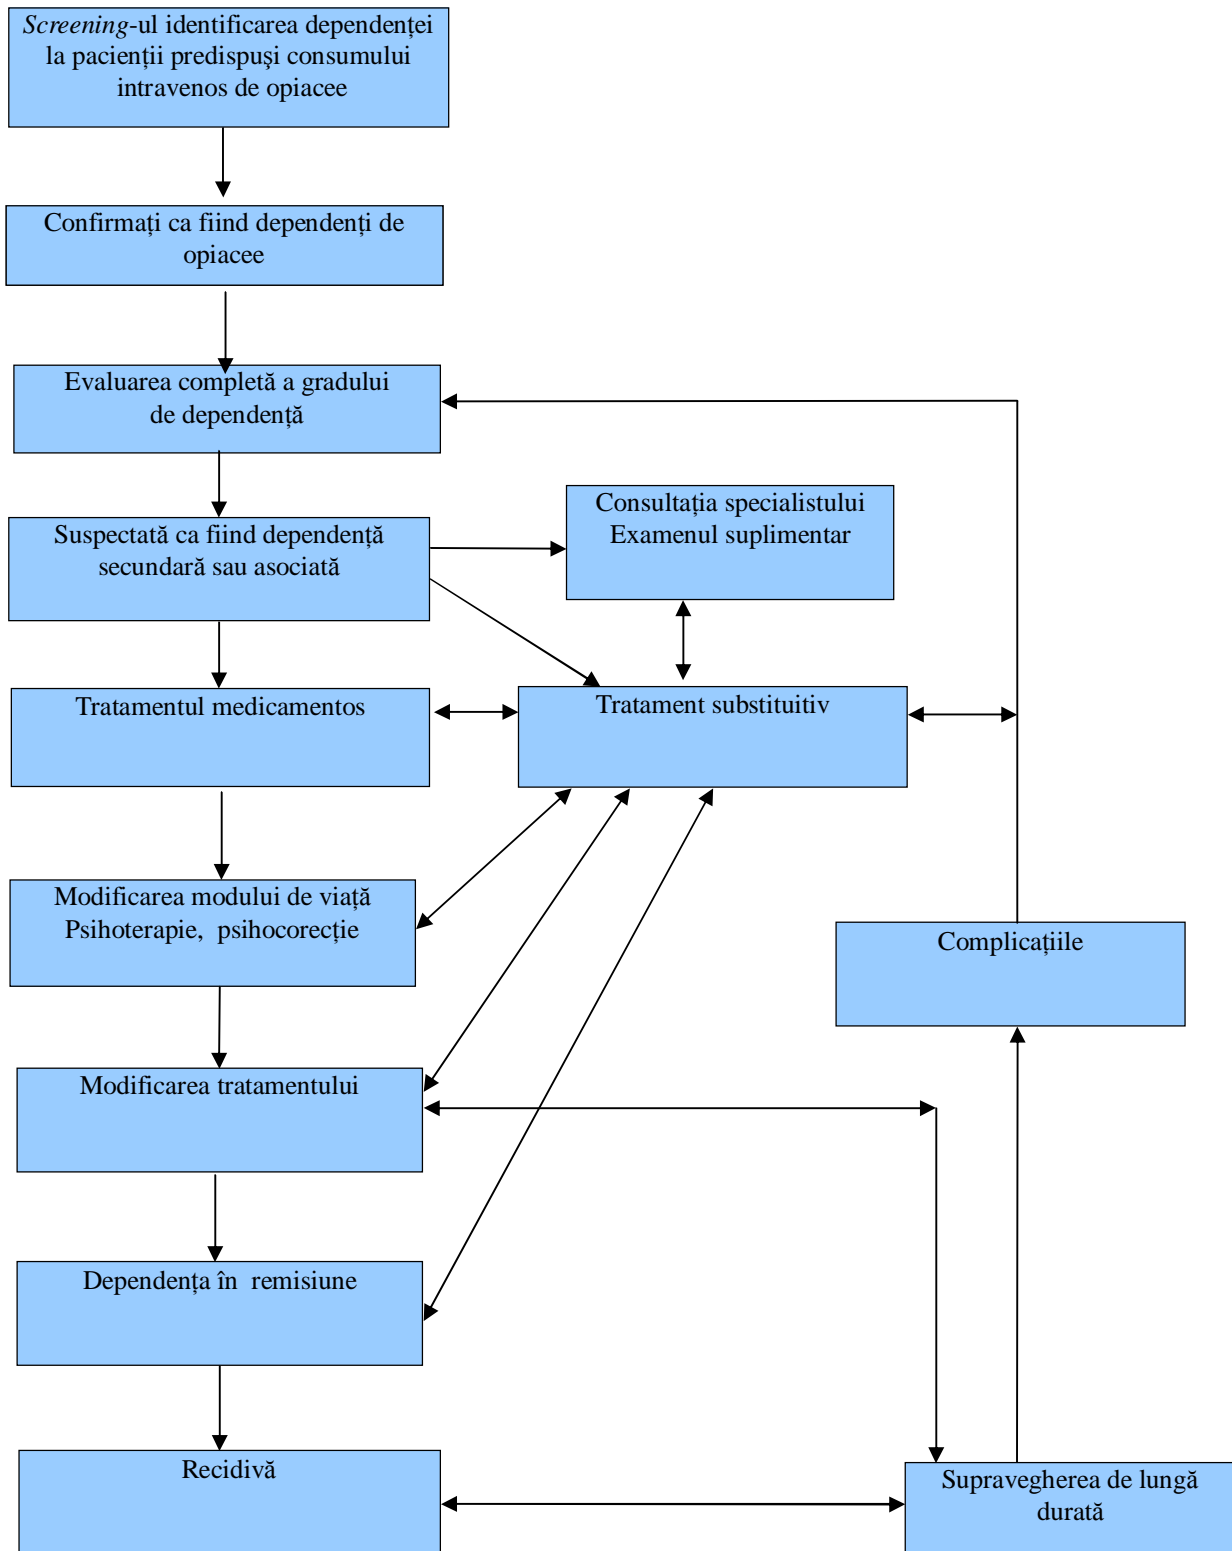 Screening-ul identificarea dependenței
la pacienții predispuşi consumului
intravenos de opiacee
Confirmați ca fiind dependenți de
opiacee
Evaluarea completă a gradului
de dependență
Consultația specialistului
Examenul suplimentar
Suspectată ca fiind dependență
secundară sau asociată
Tratamentul medicamentos
Tratament substituitiv
Modificarea modului de viață
Psihoterapie, psihocorecție
Complicațiile
Modificarea tratamentului
Dependența în remisiune
Recidivă
Supravegherea de lungă
durată